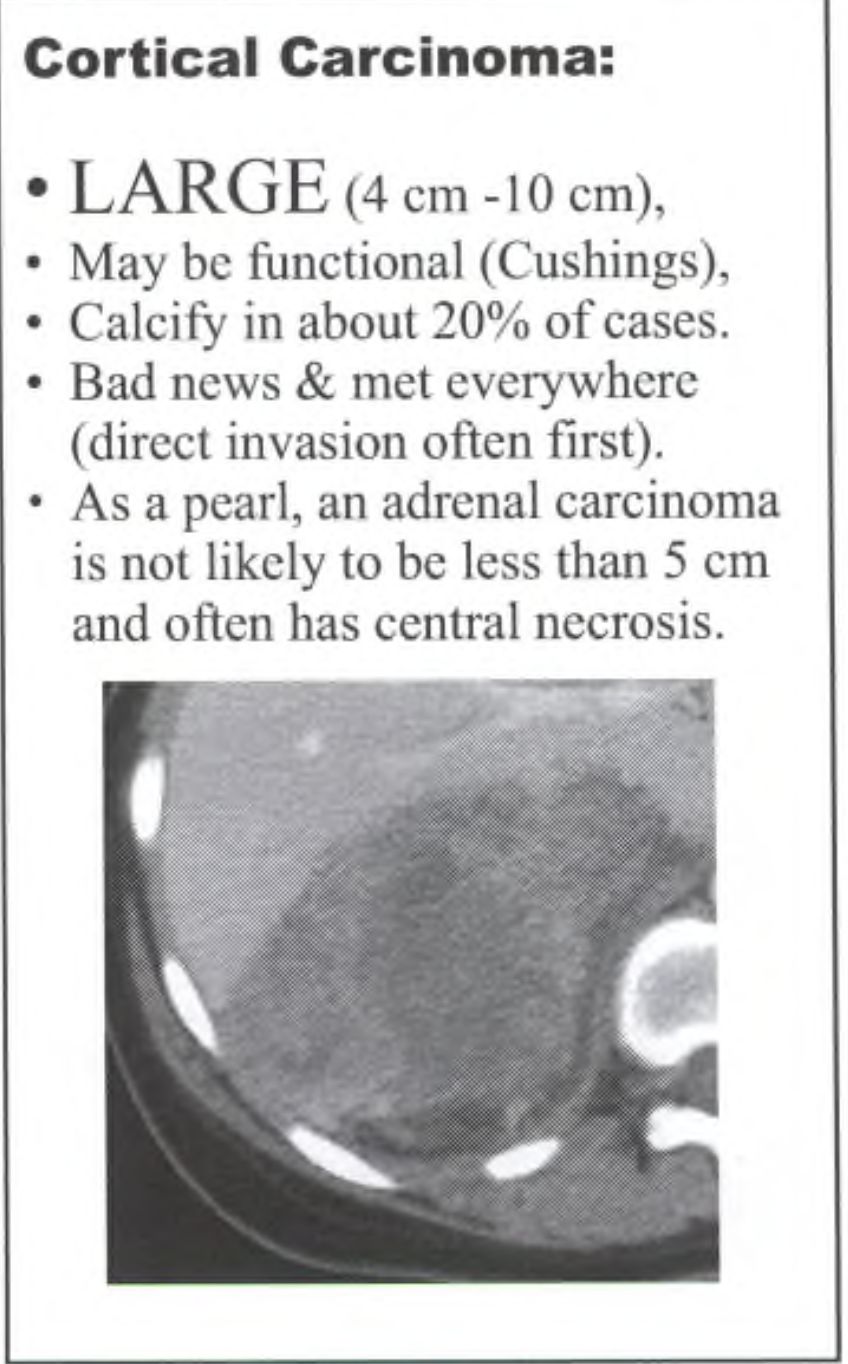 Cortical Carcinoma:
• LARGE (4 cm -10 cm),
• May be functional (Cushings),
• Calcify in about 20% of cases.
• Bad news & met everywhere
(direct invasion often first).
• As a pearl, an adrenal carcinoma
is not likely to be less than 5 cm
and often has central necrosis.